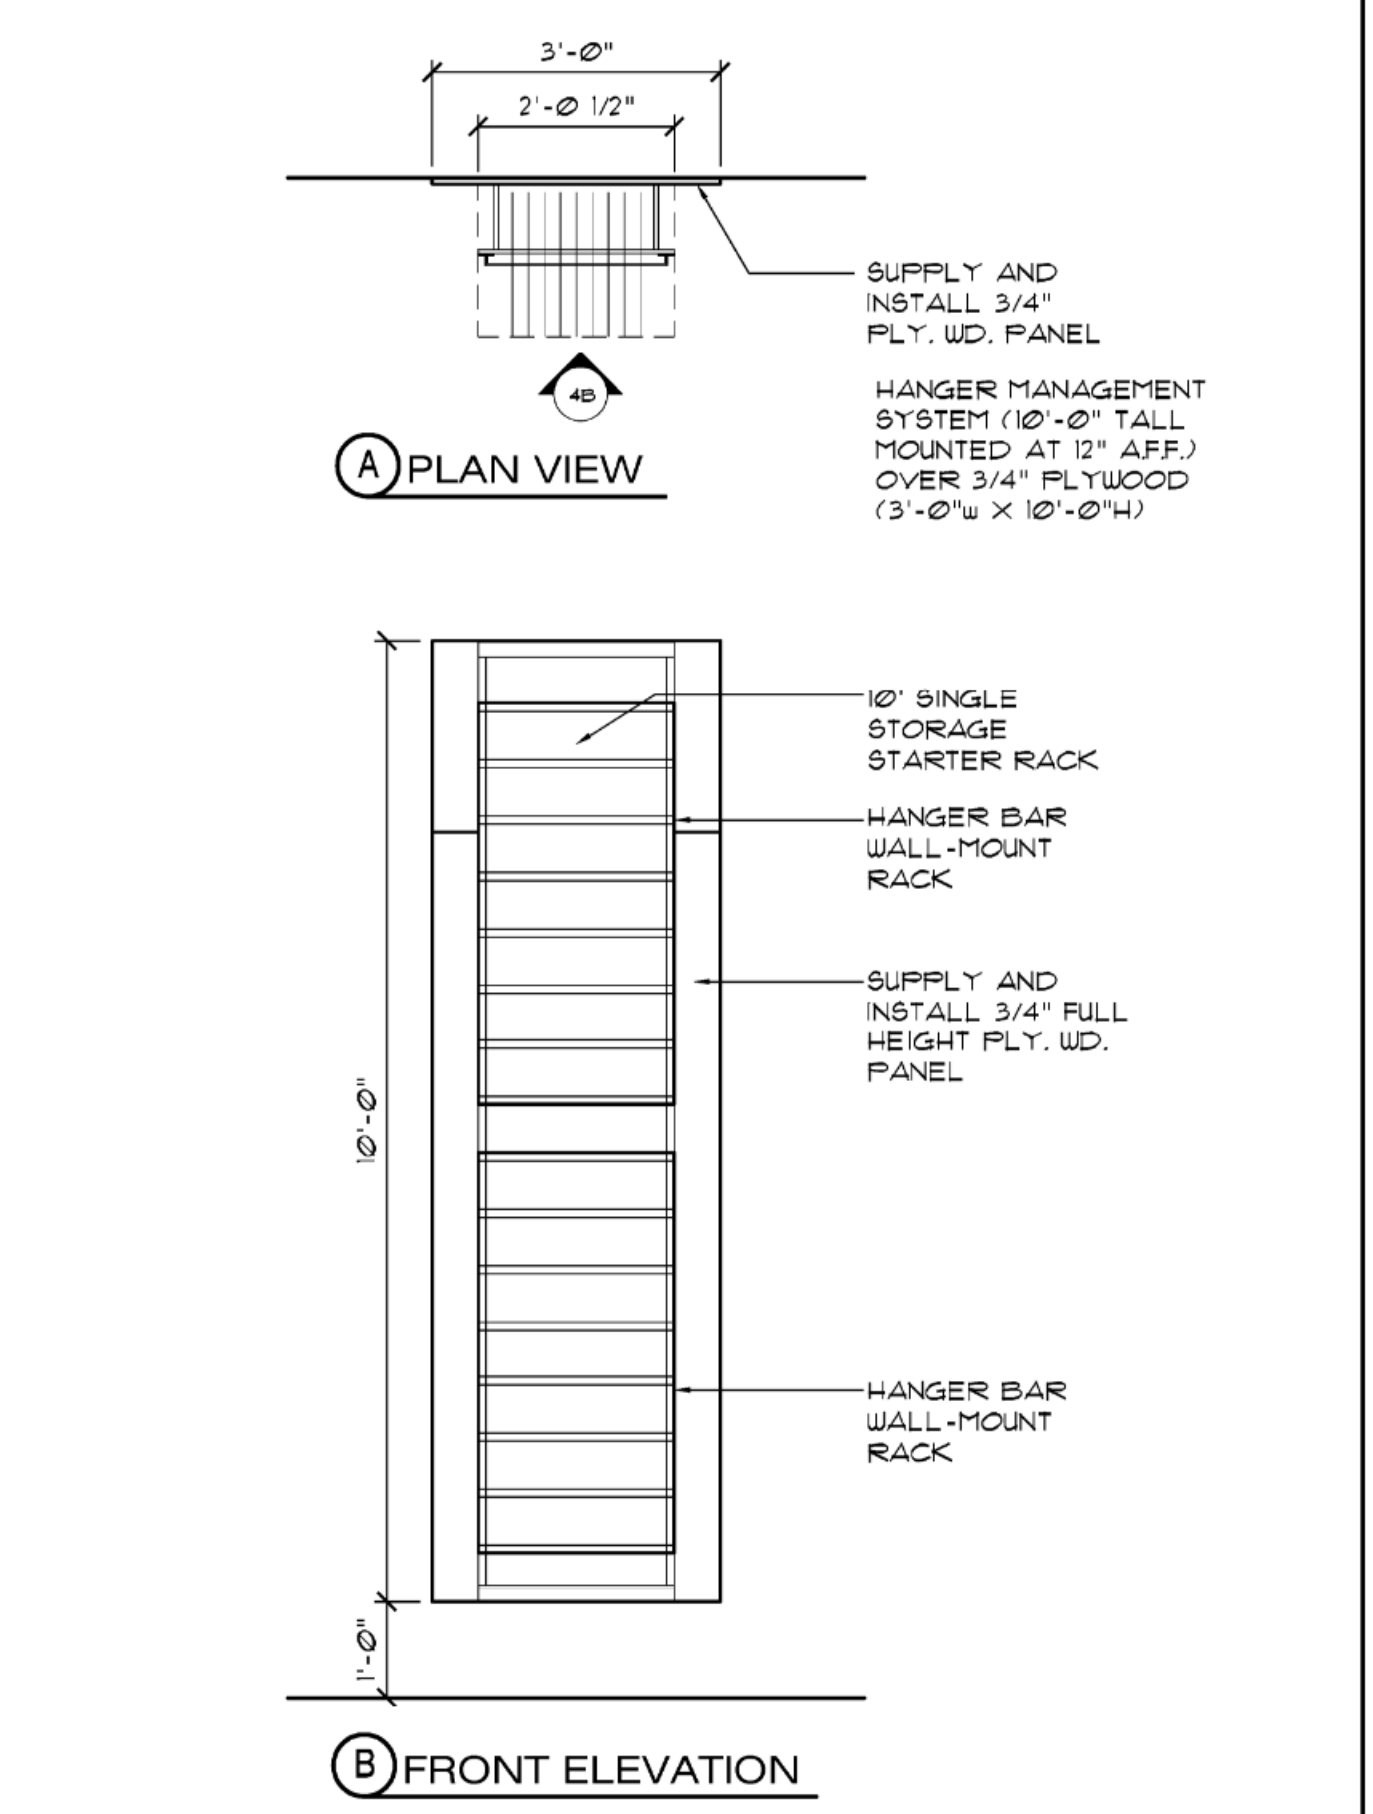 3'-0"
2'-0 1/2"
SUPPLY AND
INSTALL 3/4"
PLY. WD. PANEL
HANGER MANAGEMENT
SYSTEM (10'-0" TALL
MOUNTED AT 12" A.F.F.)
OVER 3/4" PLYWOOD
(3'-0"W X 10'-0"H)
4B
A PLAN VIEW
10' SINGLE
STORAGE
STARTER RACK
HANGER BAR
WALL-MOUNT
RACK
SUPPLY AND
INSTALL 3/4" FULL
HEIGHT PLY. WD.
PANEL
10'-0"
HANGER BAR
WALL-MOUNT
RACK
1'-0"
B FRONT ELEVATION